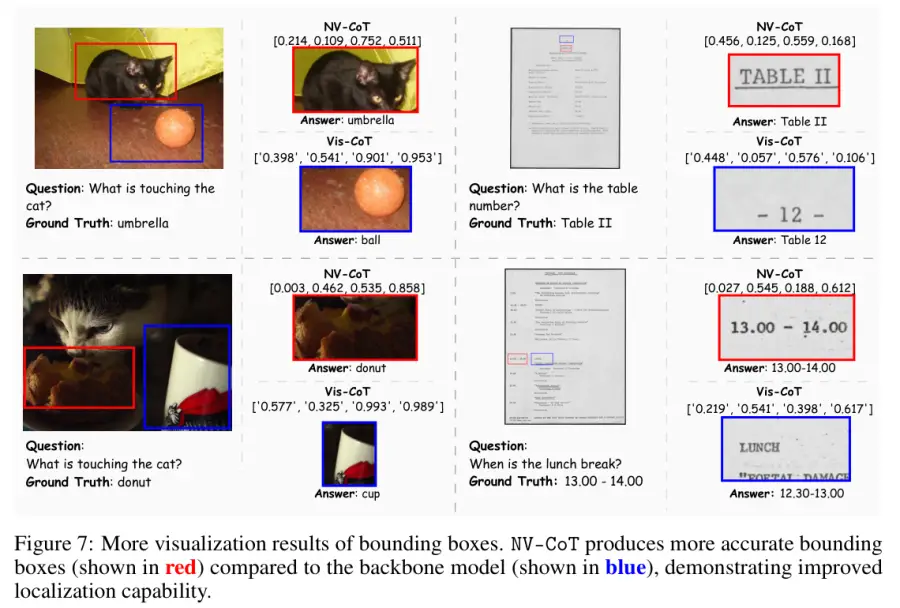 NV-CoT
[0.214, 0.109, 0.752, 0.511]
Answer: umbrella
Vis-CoT
['0.398', '0.541', '0.901', '0.953']
Answer: ball
Question: What is touching the
cat?
Ground Truth: umbrella
NV-CoT
[0.456, 0.125, 0.559, 0.168]
TABLE II
Answer: Table II
Vis-CoT
['0.448', '0.057', '0.576', '0.106']
- 12 -
Answer: Table 12
Question: What is the table
number?
Ground Truth: Table II
NV-CoT
[0.003, 0.462, 0.535, 0.858]
Answer: donut
Vis-CoT
['0.577', '0.325', '0.993', '0.989']
Answer: cup
Question:
What is touching the cat?
Ground Truth: donut
NV-CoT
[0.027, 0.545, 0.188, 0.612]
13.00 - 14.00
Answer: 13.00-14.00
Vis-CoT
['0.219', '0.541', '0.398', '0.617']
LUNCH
"FOETAL DAMAGE
Answer: 12.30-13.00
Question:
When is the lunch break?
Ground Truth: 13.00 - 14.00
Figure 7: More visualization results of bounding boxes. NV-CoT produces more accurate bounding
boxes (shown in red) compared to the backbone model (shown in blue), demonstrating improved
localization capability.